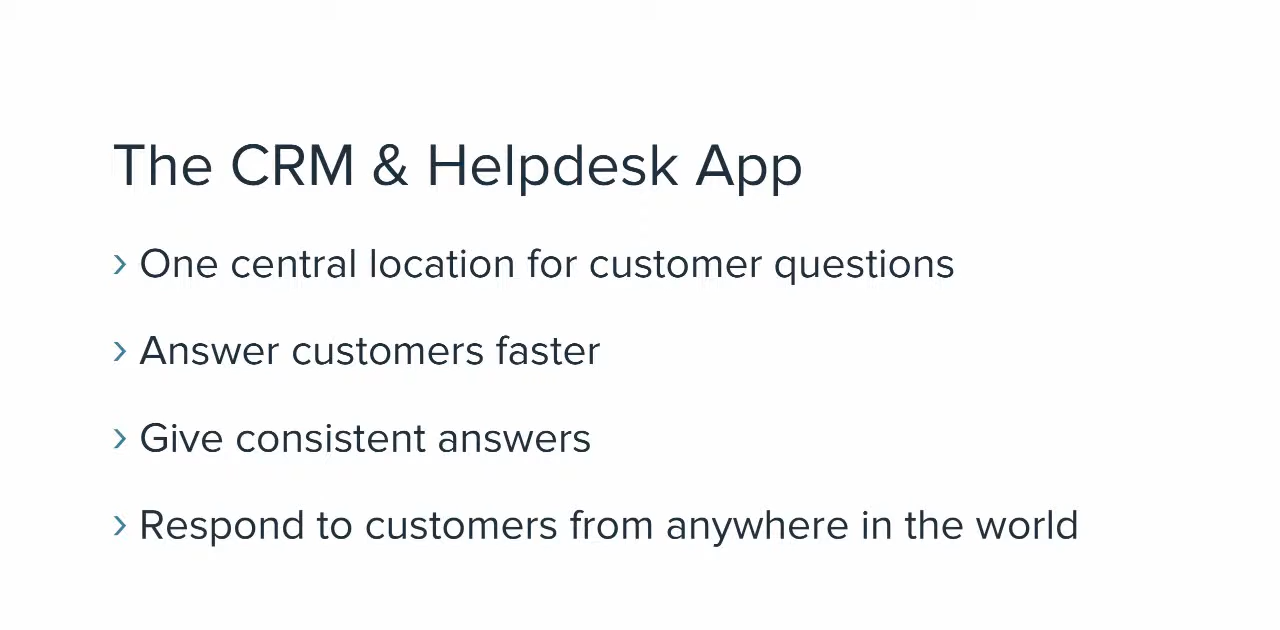 The CRM & Helpdesk App
› One central location for customer questions
› Answer customers faster
› Give consistent answers
› Respond to customers from anywhere in the world